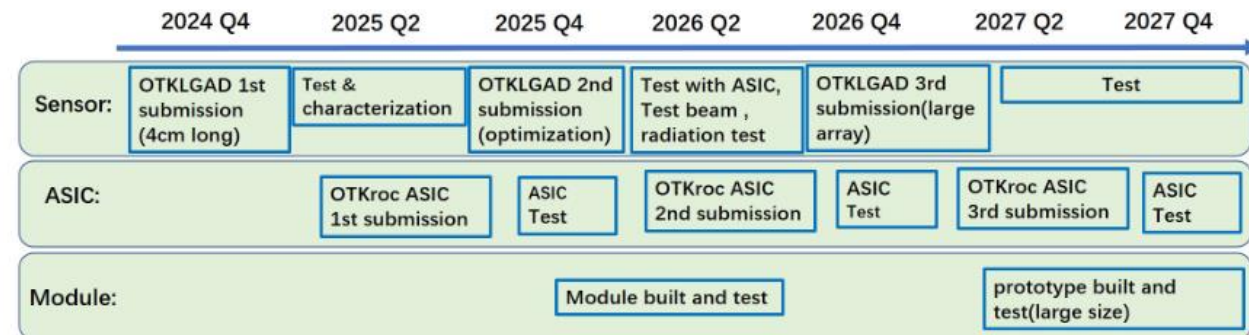 2024 Q4 2025 Q2 2025 Q4 2026 Q2 2026 Q4 2027 Q2 2027 Q4
Sensor:
OTKLGAD 1st
submission
(4cm long)
Test &
characterization
OTKLGAD 2nd
submission
(optimization)
Test with ASIC,
Test beam ,
radiation test
OTKLGAD 3rd
submission(large
array)
Test
ASIC:
OTKroc ASIC
1st submission
ASIC
Test
OTKroc ASIC
2nd submission
ASIC
Test
OTKroc ASIC
3rd submission
ASIC
Test
Module:
Module built and test
prototype built and
test(large size)